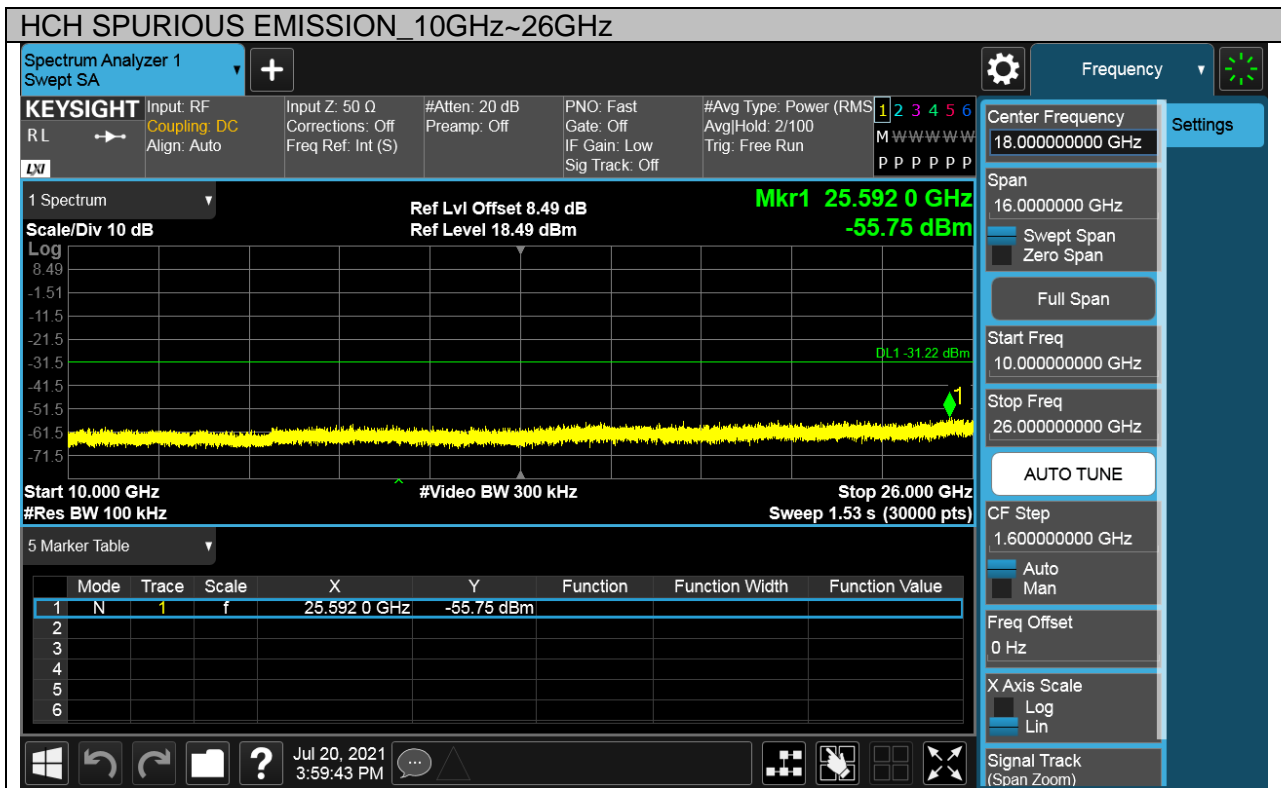 HCH SPURIOUS EMISSION_10GHz~26GHz
Spectrum Analyzer 1
Swept SA
+
Frequency
KEYSIGHT
R L
LXI
Input: RF
Coupling: DC
Align: Auto
Input Z: 50 Ω
Corrections: Off
Freq Ref: Int (S)
#Atten: 20 dB
Preamp: Off
PNO: Fast
Gate: Off
IF Gain: Low
Sig Track: Off
#Avg Type: Power (RMS
Avg|Hold: 2/100
Trig: Free Run
1 2 3 4 5 6
M W W W W W
P P P P P P
1 Spectrum
Scale/Div 10 dB
Ref Lvl Offset 8.49 dB
Ref Level 18.49 dBm
Mkr1 25.592 0 GHz
-55.75 dBm
Log
8.49
-1.51
-11.5
-21.5
-31.5
-41.5
-51.5
-61.5
-71.5
DL1 -31.22 dBm
1
Start 10.000 GHz
#Video BW 300 kHz
Stop 26.000 GHz
#Res BW 100 kHz
Sweep 1.53 s (30000 pts)
5 Marker Table
Mode Trace Scale X Y Function Function Width Function Value
1 N 1 f 25.592 0 GHz -55.75 dBm
2
3
4
5
6
?
Jul 20, 2021
3:59:43 PM
Center Frequency
18.000000000 GHz
Settings
Span
16.0000000 GHz
Swept Span
Zero Span
Full Span
Start Freq
10.000000000 GHz
Stop Freq
26.000000000 GHz
AUTO TUNE
CF Step
1.600000000 GHz
Auto
Man
Freq Offset
0 Hz
X Axis Scale
Log
Lin
Signal Track
(Span Zoom)